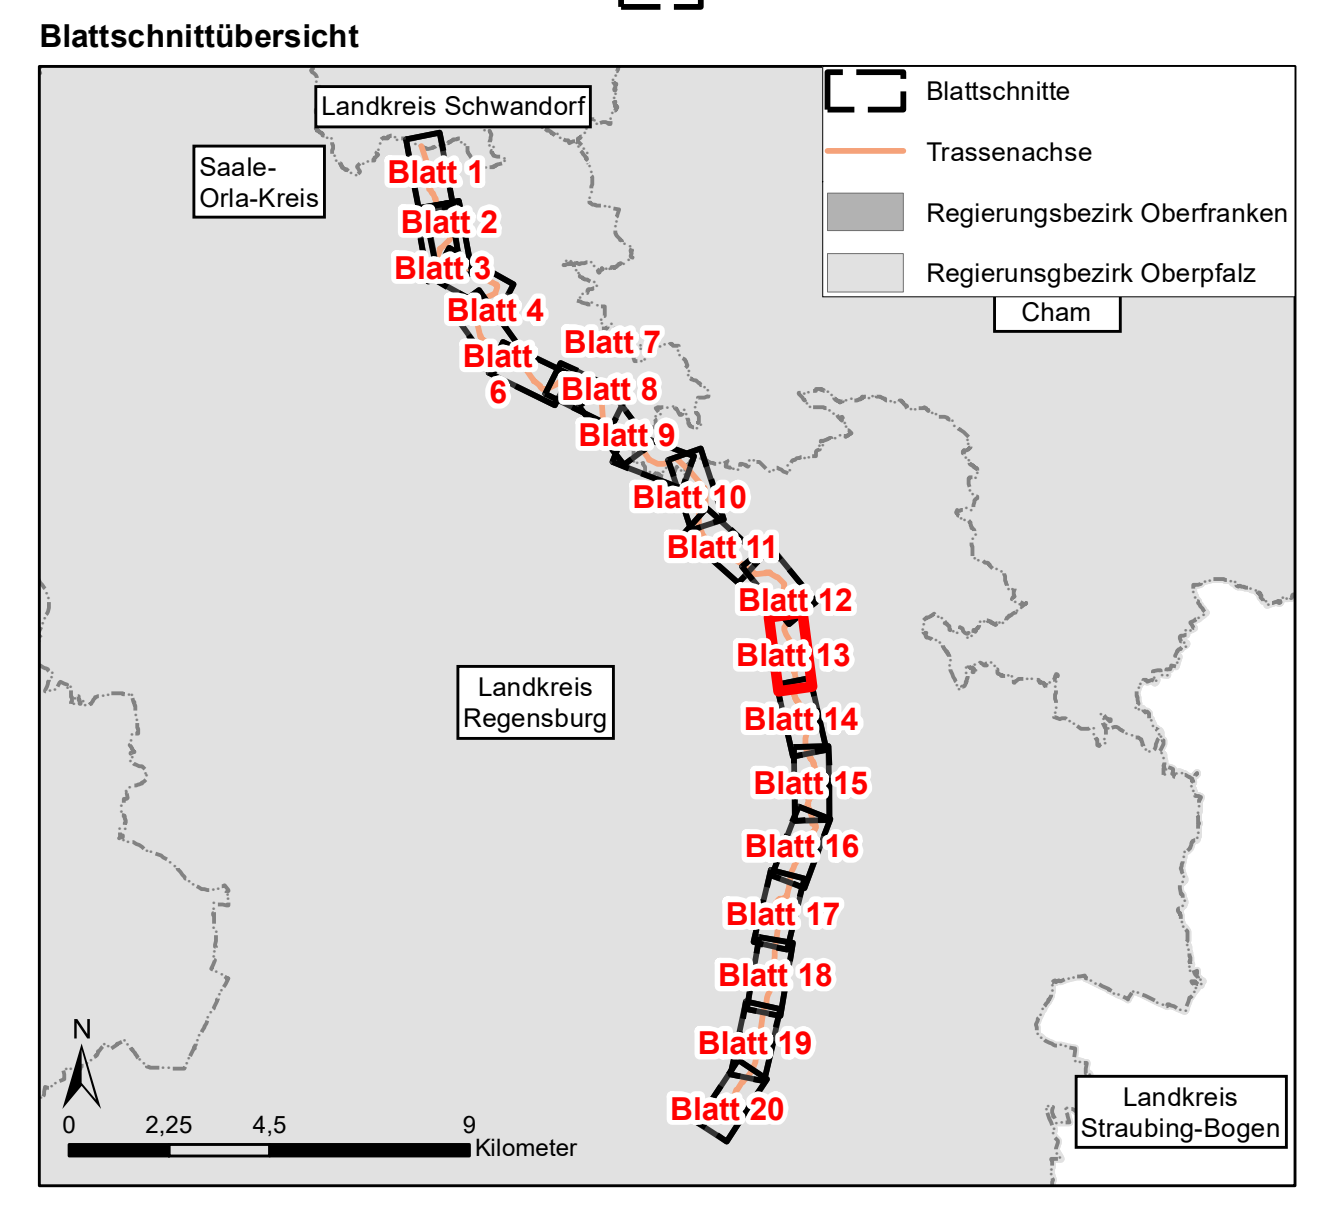 Blattschnittübersicht
Landkreis Schwandorf
Saale-
Orla-Kreis
Blattschnitte
Trassenachse
Regierungsbezirk Oberfranken
Regierunsgbezirk Oberpfalz
Cham
Blatt 1
Blatt 2
Blatt 3
Blatt 4
Blatt
6
Blatt 7
Blatt 8
Blatt 9
Blatt 10
Blatt 11
Blatt 12
Blatt 13
Landkreis
Regensburg
Blatt 14
Blatt 15
Blatt 16
Blatt 17
Blatt 18
Blatt 19
Blatt 20
Landkreis
Straubing-Bogen
N
0 2,25 4,5 9
Kilometer